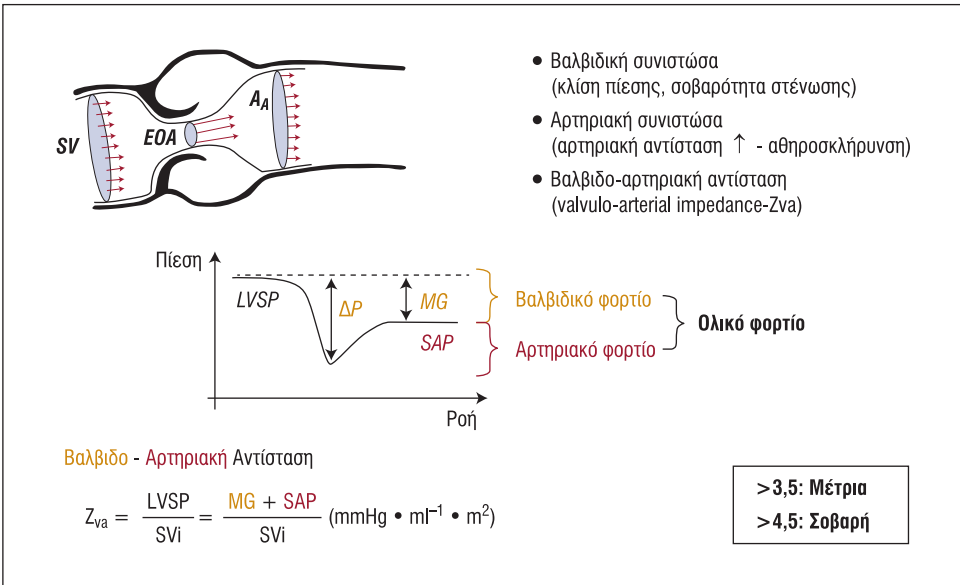 SV
EOA
A_A
• Βαλβιδική συνιστώσα
(κλίση πίεσης, σοβαρότητα στένωσης)
• Αρτηριακή συνιστώσα
(αρτηριακή αντίσταση ↑ - αθηροσκλήρυνση)
• Βαλβιδο-αρτηριακή αντίσταση
(valvulo-arterial impedance-Zva)
Πίεση
LVSP
ΔP
MG
SAP
Ροή
Βαλβιδικό φορτίο
Αρτηριακό φορτίο
Ολικό φορτίο
Βαλβιδο - Αρτηριακή Αντίσταση
Z_va = LVSP / SVi = MG + SAP / SVi (mmHg • ml⁻¹ • m²)
>3,5: Μέτρια
>4,5: Σοβαρή